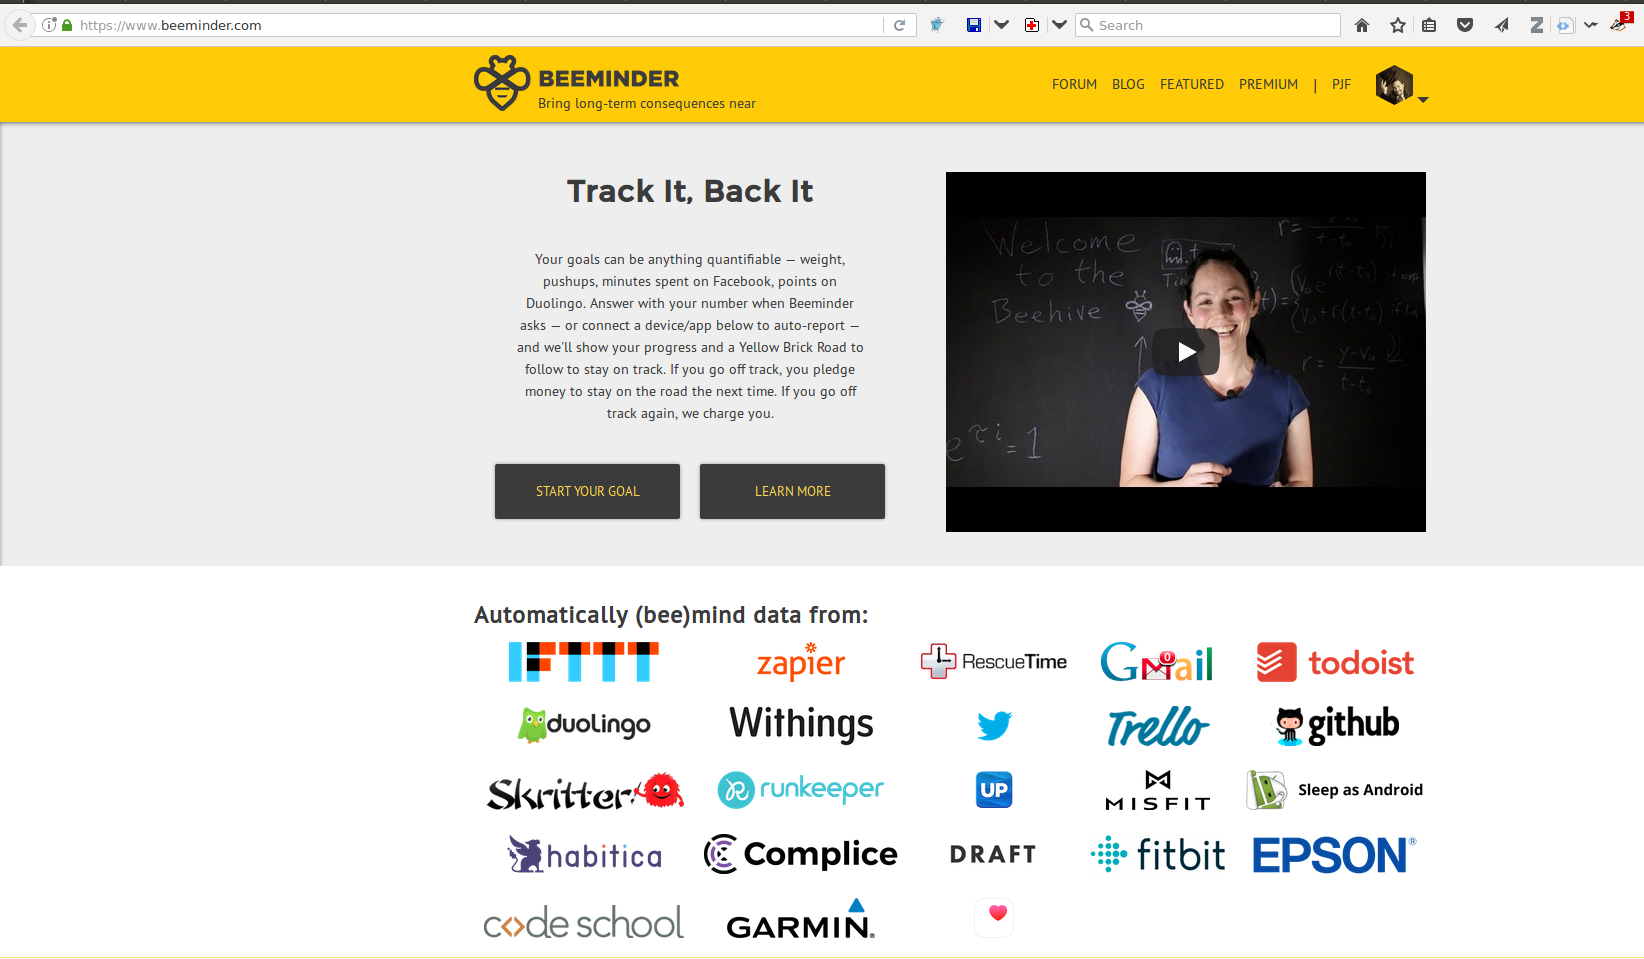 https://www.beeminder.com
Search
3
BEEMINDER
Bring long-term consequences near
FORUM BLOG FEATURED PREMIUM | PJF
Track It, Back It
Your goals can be anything quantifiable — weight,
pushups, minutes spent on Facebook, points on
Duolingo. Answer with your number when Beeminder
asks — or connect a device/app below to auto-report —
and we'll show your progress and a Yellow Brick Road to
follow to stay on track. If you go off track, you pledge
money to stay on the road the next time. If you go off
track again, we charge you.
START YOUR GOAL
LEARN MORE
Welcome
to the
Beehive
Automatically (bee)mind data from:
IFTTT zapier RescueTime Gmail 0 todoist
duolingo Withings Trello github
Skritter runkeeper UP MISFIT Sleep as Android
habitica Complice DRAFT fitbit EPSON®
code school GARMIN®